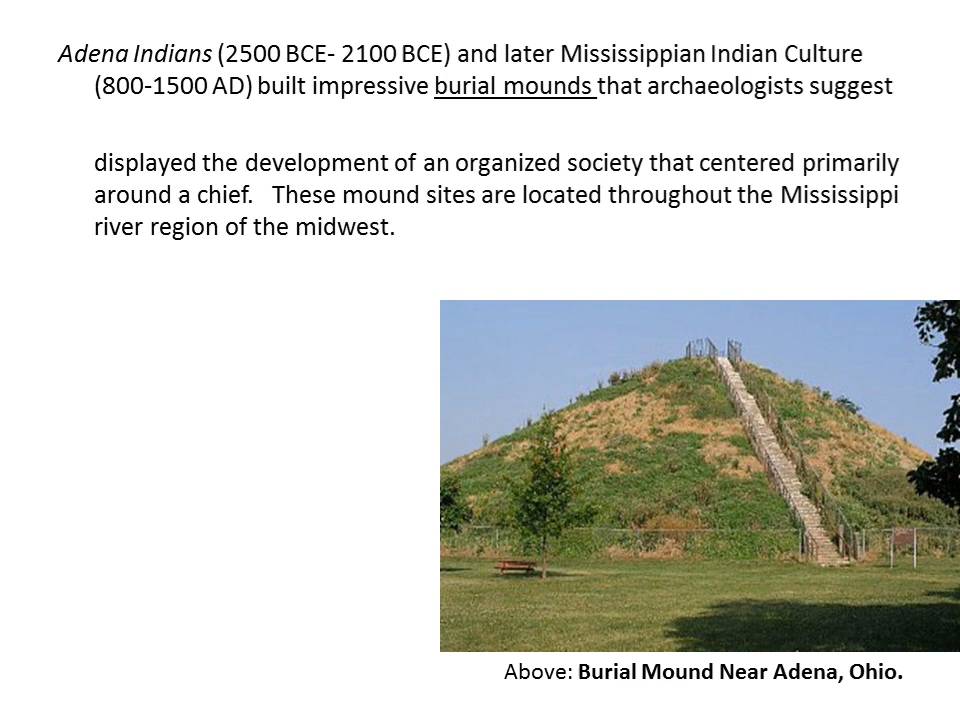 Adena Indians (2500 BCE- 2100 BCE) and later Mississippian Indian Culture
(800-1500 AD) built impressive burial mounds that archaeologists suggest
displayed the development of an organized society that centered primarily
around a chief.   These mound sites are located throughout the Mississippi
river region of the midwest.
Above: Burial Mound Near Adena, Ohio.